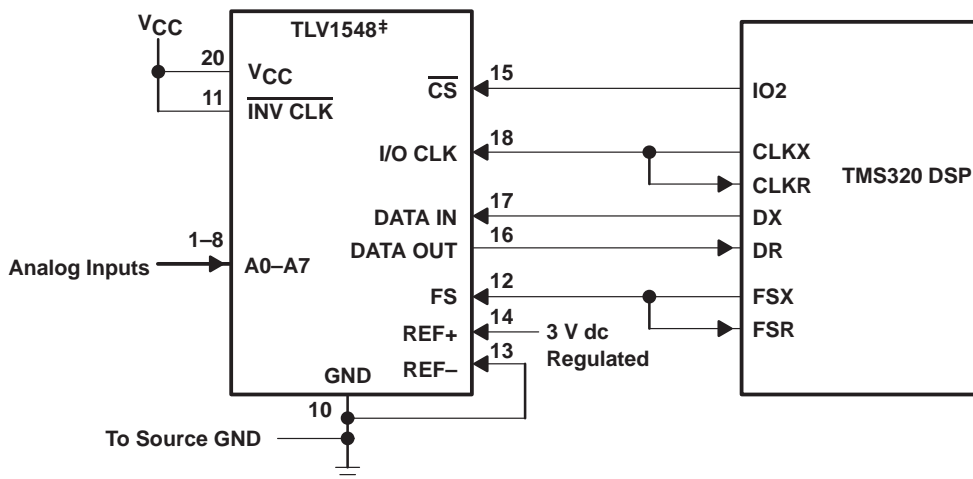 VCC
TLV1548‡
20
VCC
11
INV CLK
1–8
Analog Inputs
A0–A7
GND
10
To Source GND
CS
15
IO2
I/O CLK
18
CLKX
CLKR
TMS320 DSP
DATA IN
17
DX
DATA OUT
16
DR
FS
12
FSX
FSR
REF+
14
3 V dc
Regulated
REF–
13